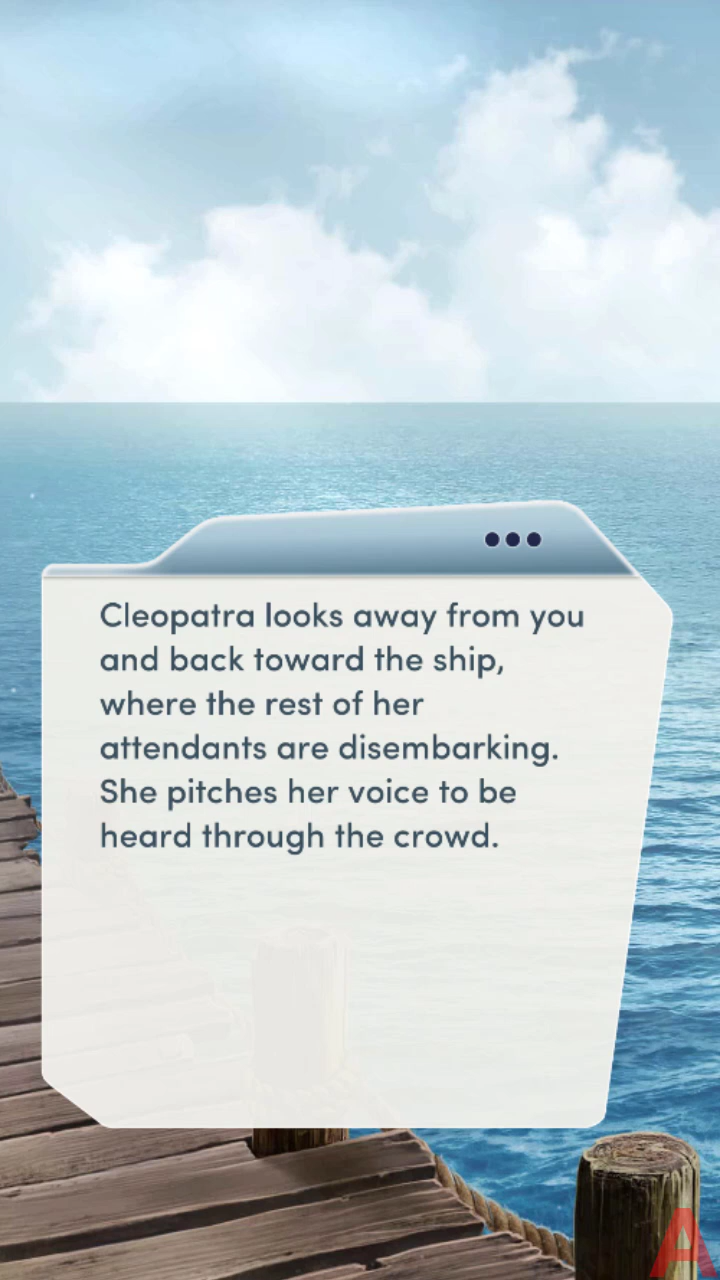 Cleopatra looks away from you
and back toward the ship,
where the rest of her
attendants are disembarking.
She pitches her voice to be
heard through the crowd.
A